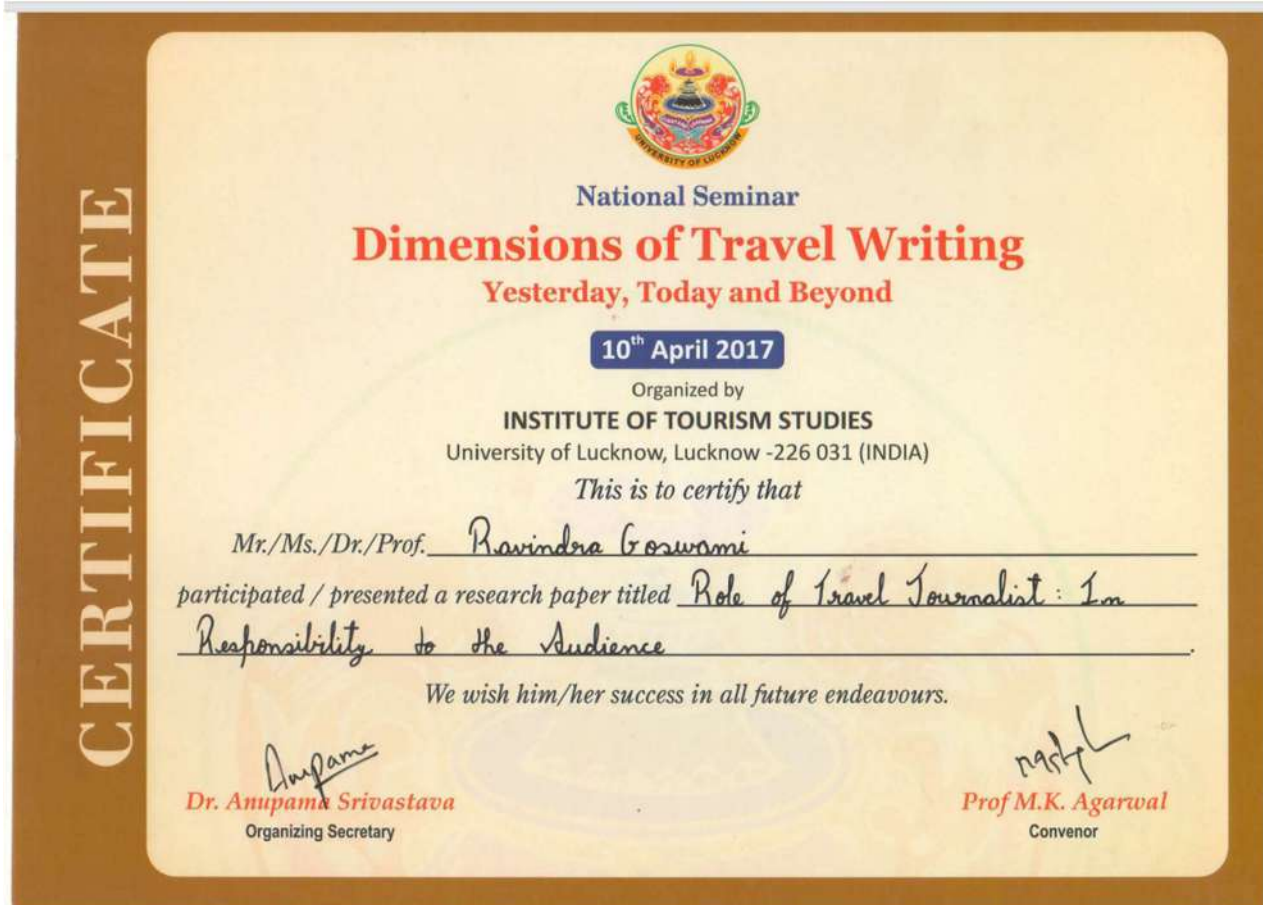 CERTIFICATE
UNIVERSITY OF LUCKNOW
National Seminar
Dimensions of Travel Writing
Yesterday, Today and Beyond
10th April 2017
Organized by
INSTITUTE OF TOURISM STUDIES
University of Lucknow, Lucknow -226 031 (INDIA)
This is to certify that
Mr./Ms./Dr./Prof. Ravindra Goswami
participated / presented a research paper titled Role of Travel Journalist : In
Responsibility to the Audience.
We wish him/her success in all future endeavours.
Anupama
Dr. Anupama Srivastava
Organizing Secretary
Prof M.K. Agarwal
Convenor